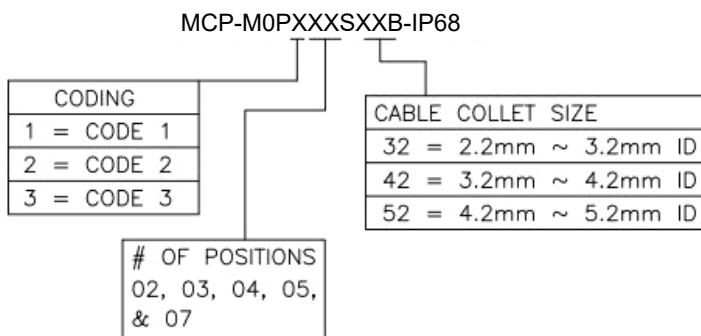 MCP-M0PXXXSXXB-IP68
CODING
1 = CODE 1
2 = CODE 2
3 = CODE 3
# OF POSITIONS
02, 03, 04, 05,
& 07
CABLE COLLET SIZE
32 = 2.2mm ~ 3.2mm ID
42 = 3.2mm ~ 4.2mm ID
52 = 4.2mm ~ 5.2mm ID